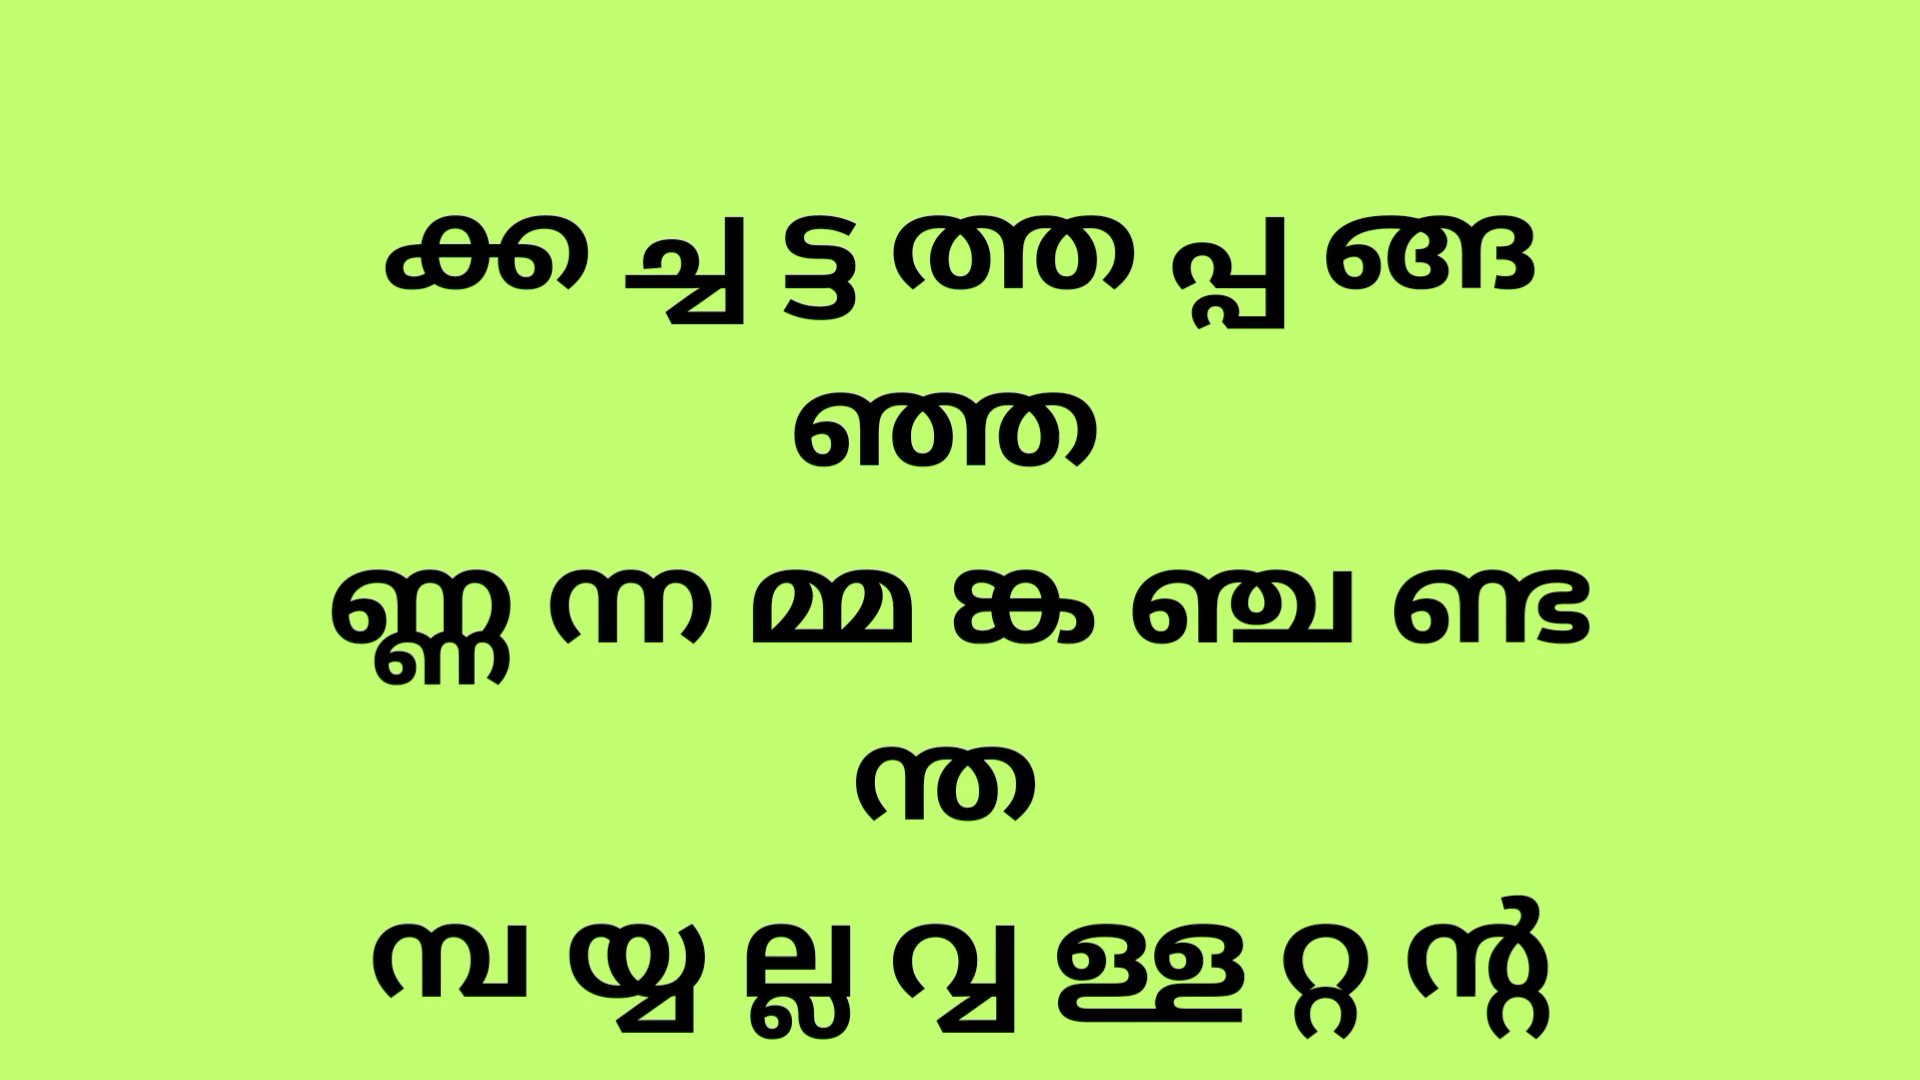 ക്ക ച്ച ട്ട ത്ത പ്പ ങ്ങ
ഞ്ഞ
ണ്ണ ന്ന മ്മ ങ്ക ഞ്ച ണ്ട
ന്ത
മ്പ യ്യ ല്ല വ്വ ള്ള റ്റ ന്റ